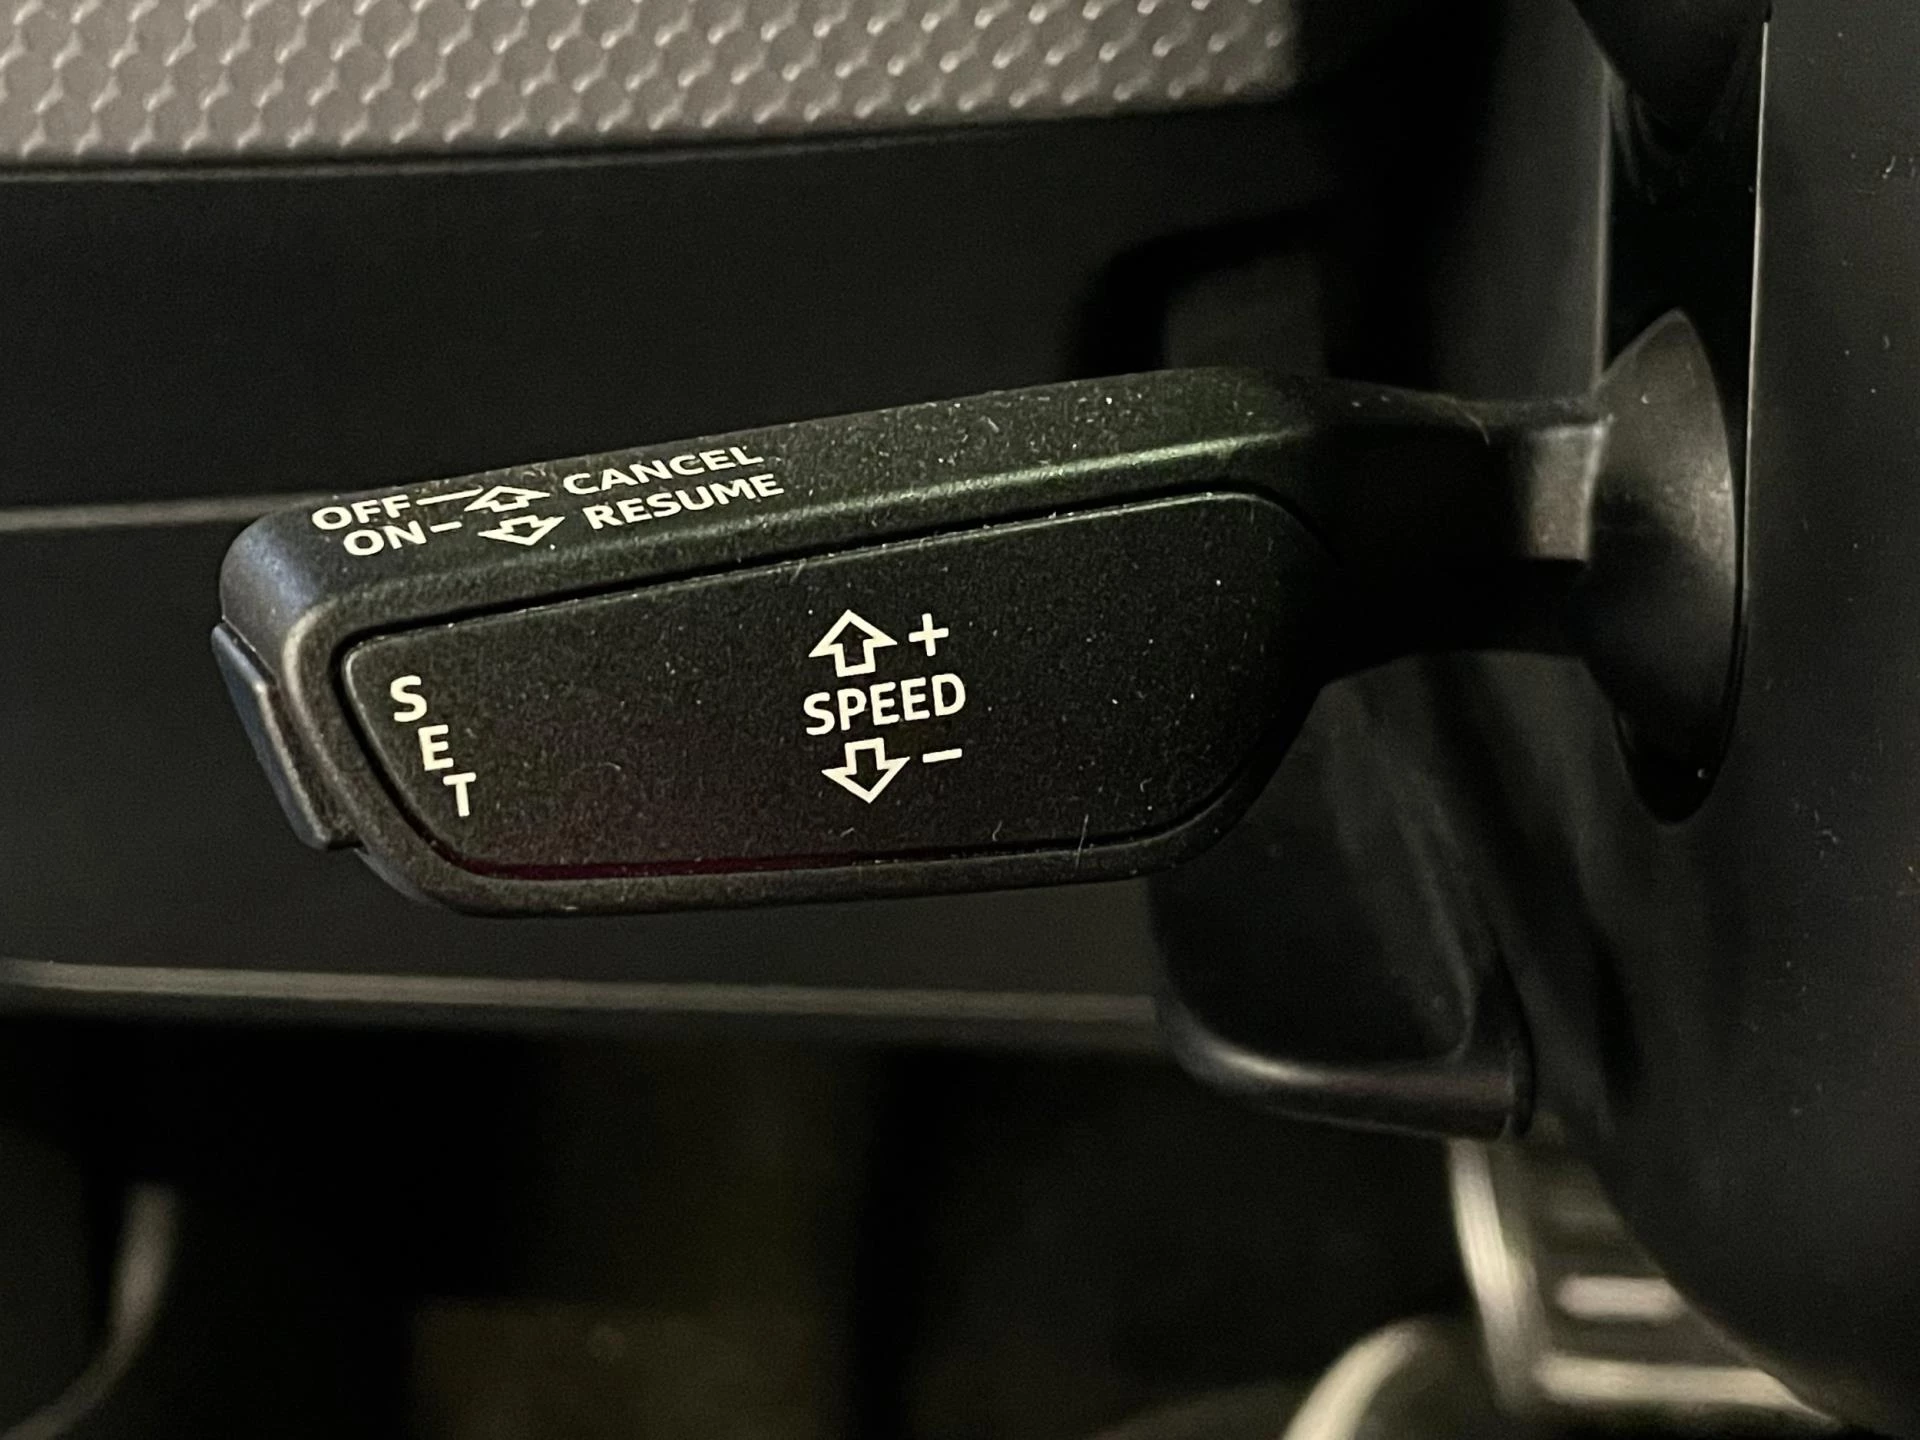 OFF CANCEL
ON RESUME
+
SPEED
-
SET